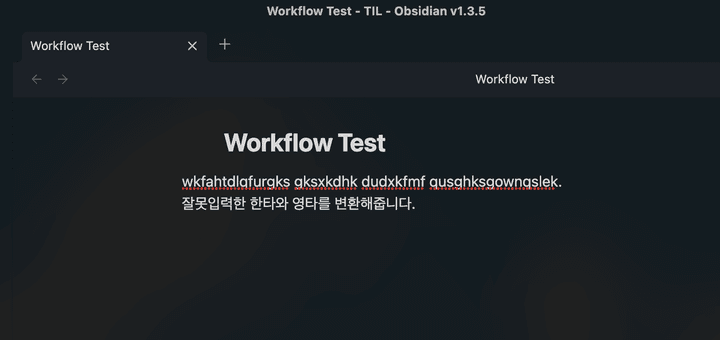 Workflow Test - TIL - Obsidian v1.3.5
Workflow Test
Workflow Test
Workflow Test
wkfahtdlqfurgks gksxkdhk dudxkfmf qusghksgownqslek.
잘못입력한 한타와 영타를 변환해줍니다.